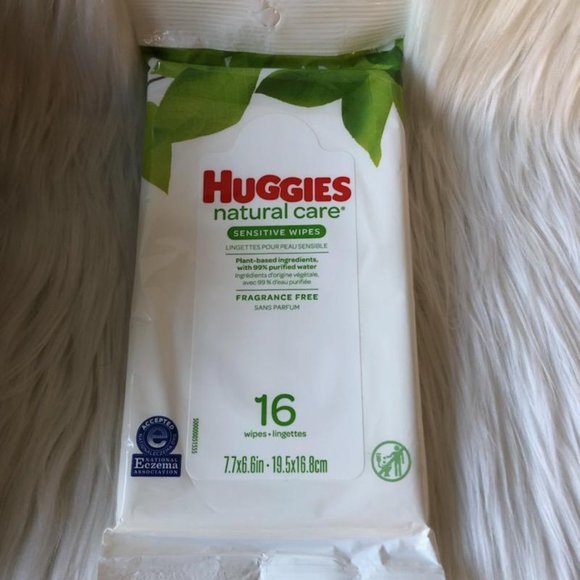 HUGGIES
natural care®
SENSITIVE WIPES
LINGETTES POUR PEAU SENSIBLE
Plant-based ingredients,
with 99% purified water
Ingrédients d'origine végétale,
avec 99 % d'eau purifiée
FRAGRANCE FREE
SANS PARFUM
16
wipes • lingettes
7.7x6.6in • 19.5x16.8cm
ACCEPTED
NATIONAL
Eczema
ASSOCIATION